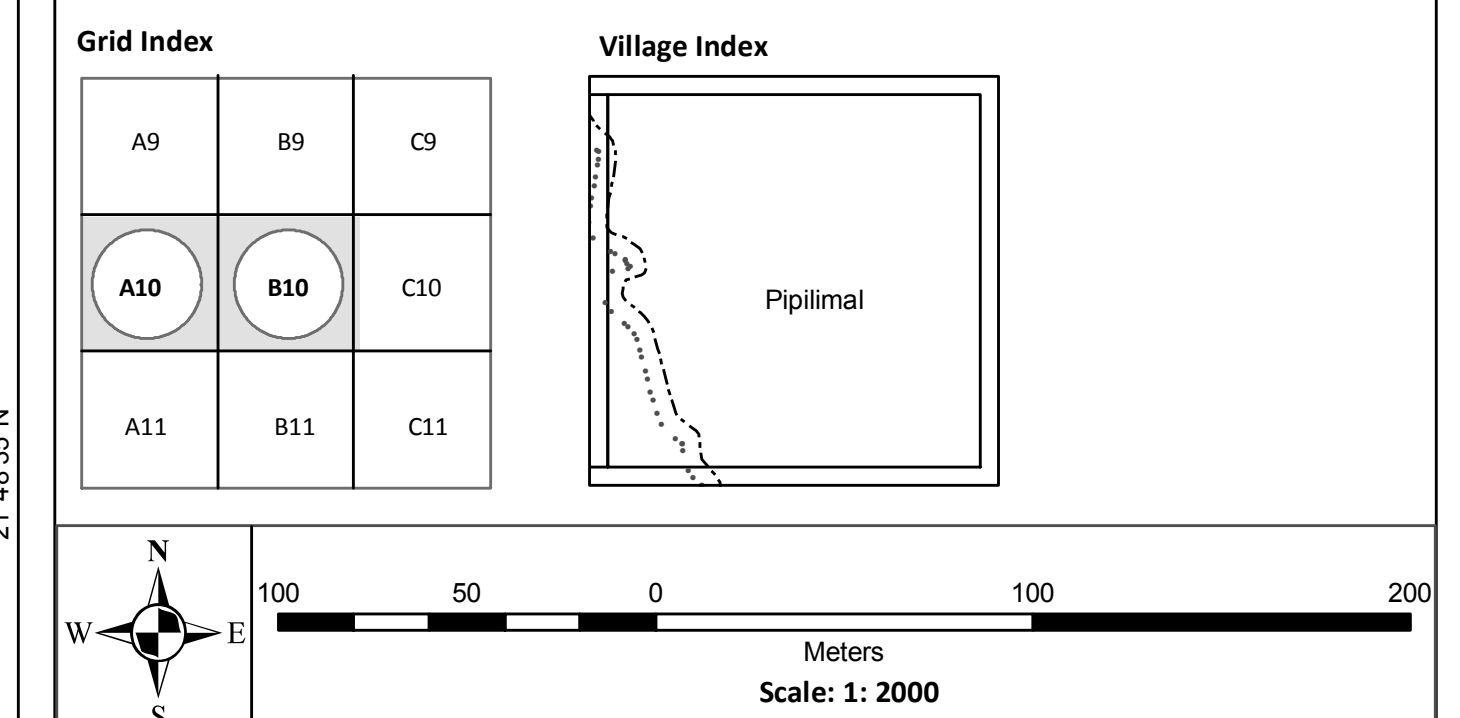 Grid Index
Village Index
A9 B9 C9
A10 B10 C10
A11 B11 C11
Pipilimal
N
W E
S
100 50 0 100 200
Meters
Scale: 1: 2000